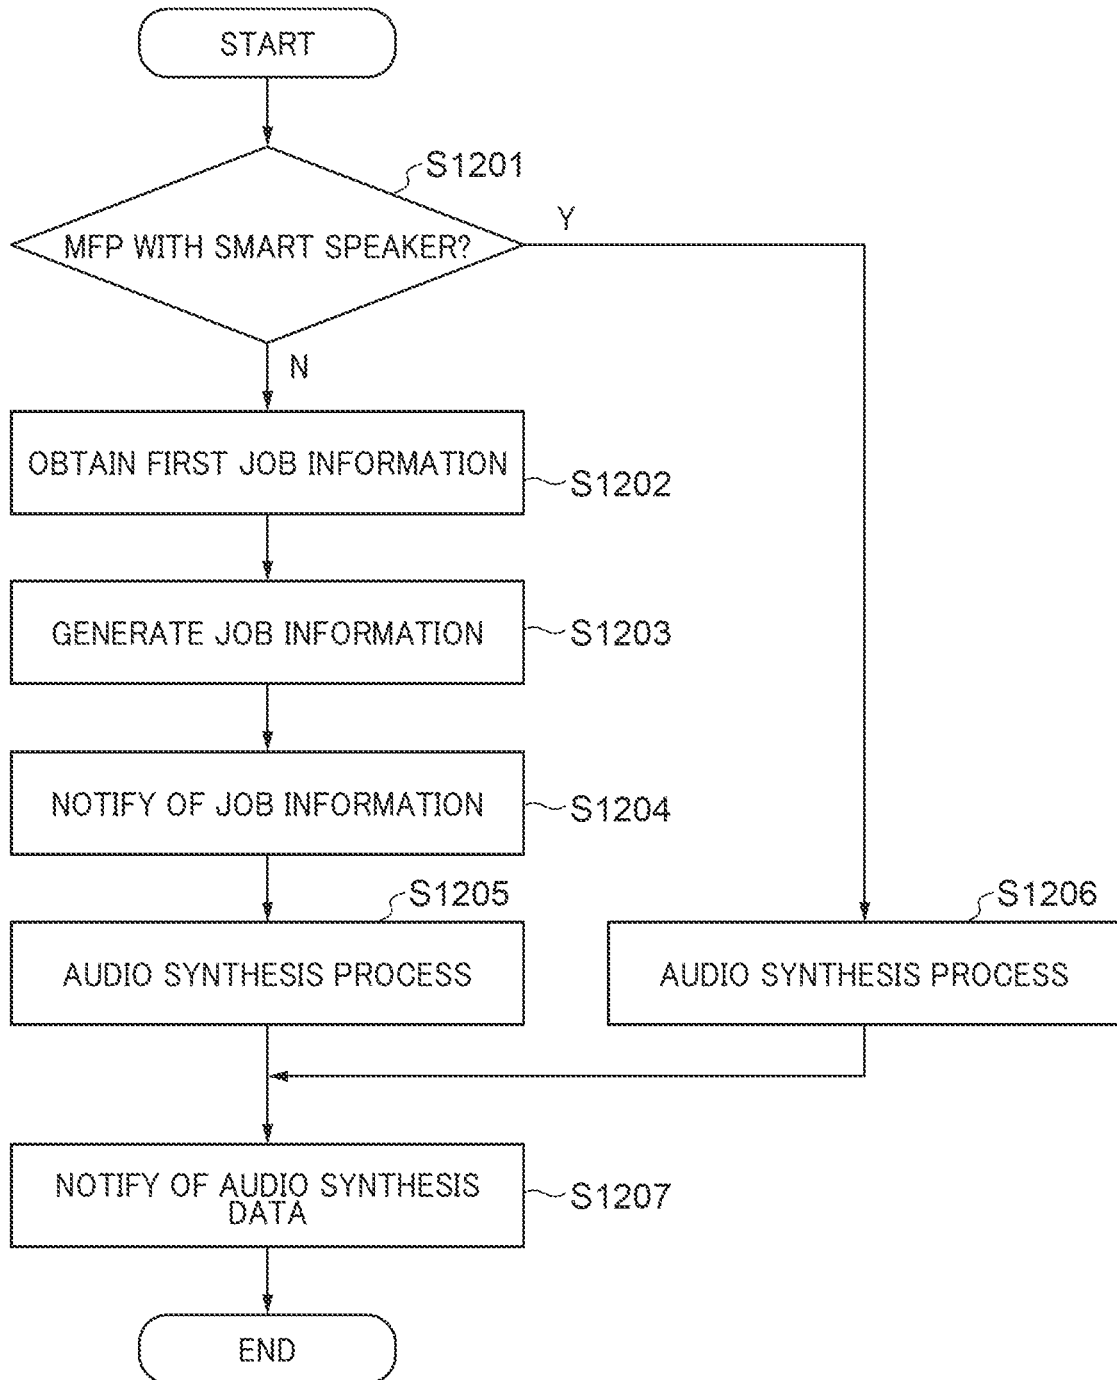 START
S1201
MFP WITH SMART SPEAKER?
Y
N
OBTAIN FIRST JOB INFORMATION
S1202
GENERATE JOB INFORMATION
S1203
NOTIFY OF JOB INFORMATION
S1204
S1205
AUDIO SYNTHESIS PROCESS
S1206
AUDIO SYNTHESIS PROCESS
NOTIFY OF AUDIO SYNTHESIS
DATA
S1207
END